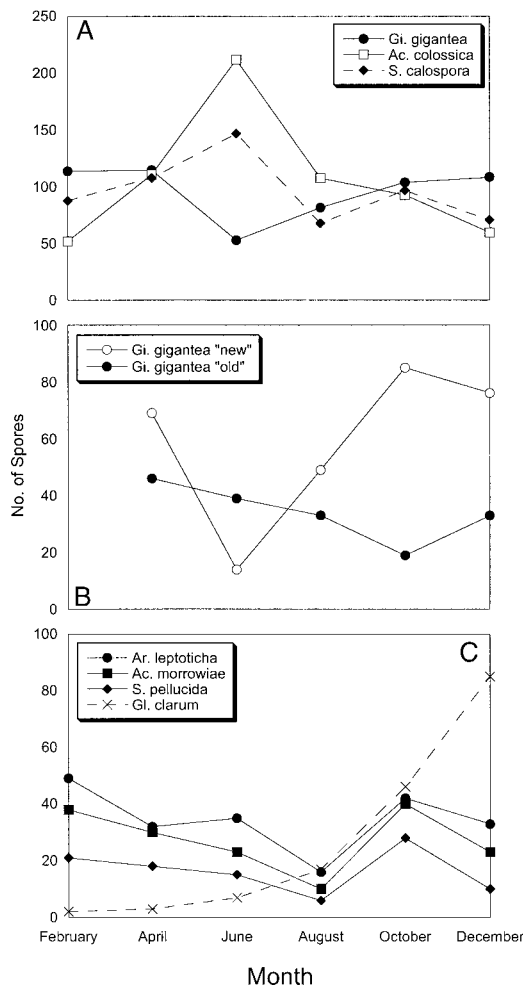 250
200
150
100
50
0
A
Gi. gigantea
Ac. colossica
S. calospora
100
80
60
40
20
0
B
Gi. gigantea "new"
Gi. gigantea "old"
No. of Spores
100
80
60
40
20
0
C
Ar. leptoticha
Ac. morrowiae
S. pellucida
Gl. clarum
February April June August October December
Month